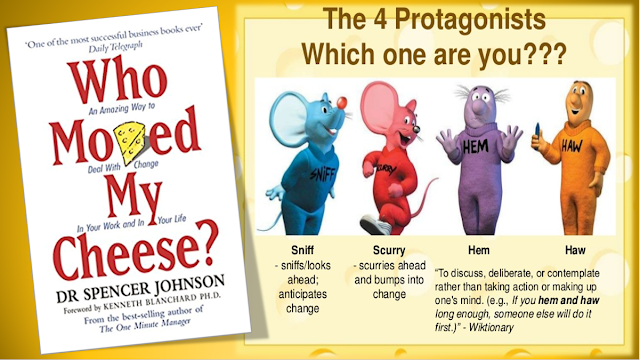 'One of the most successful business books ever'
Daily Telegraph
Who
An Amazing Way to
Moved
Deal With Change
My
In Your Work and In Your Life
Cheese?
DR SPENCER JOHNSON
Foreword by KENNETH BLANCHARD PH.D.
From the best-selling author of
The One Minute Manager
The 4 Protagonists
Which one are you???
SNIFF
SCURRY
HEM
HAW
Sniff
- sniffs/looks
ahead;
anticipates
change
Scurry
- scurries ahead
and bumps into
change
Hem
Haw
"To discuss, deliberate, or contemplate
rather than taking action or making up
one's mind. (e.g., If you hem and haw
long enough, someone else will do it
first.)" - Wiktionary